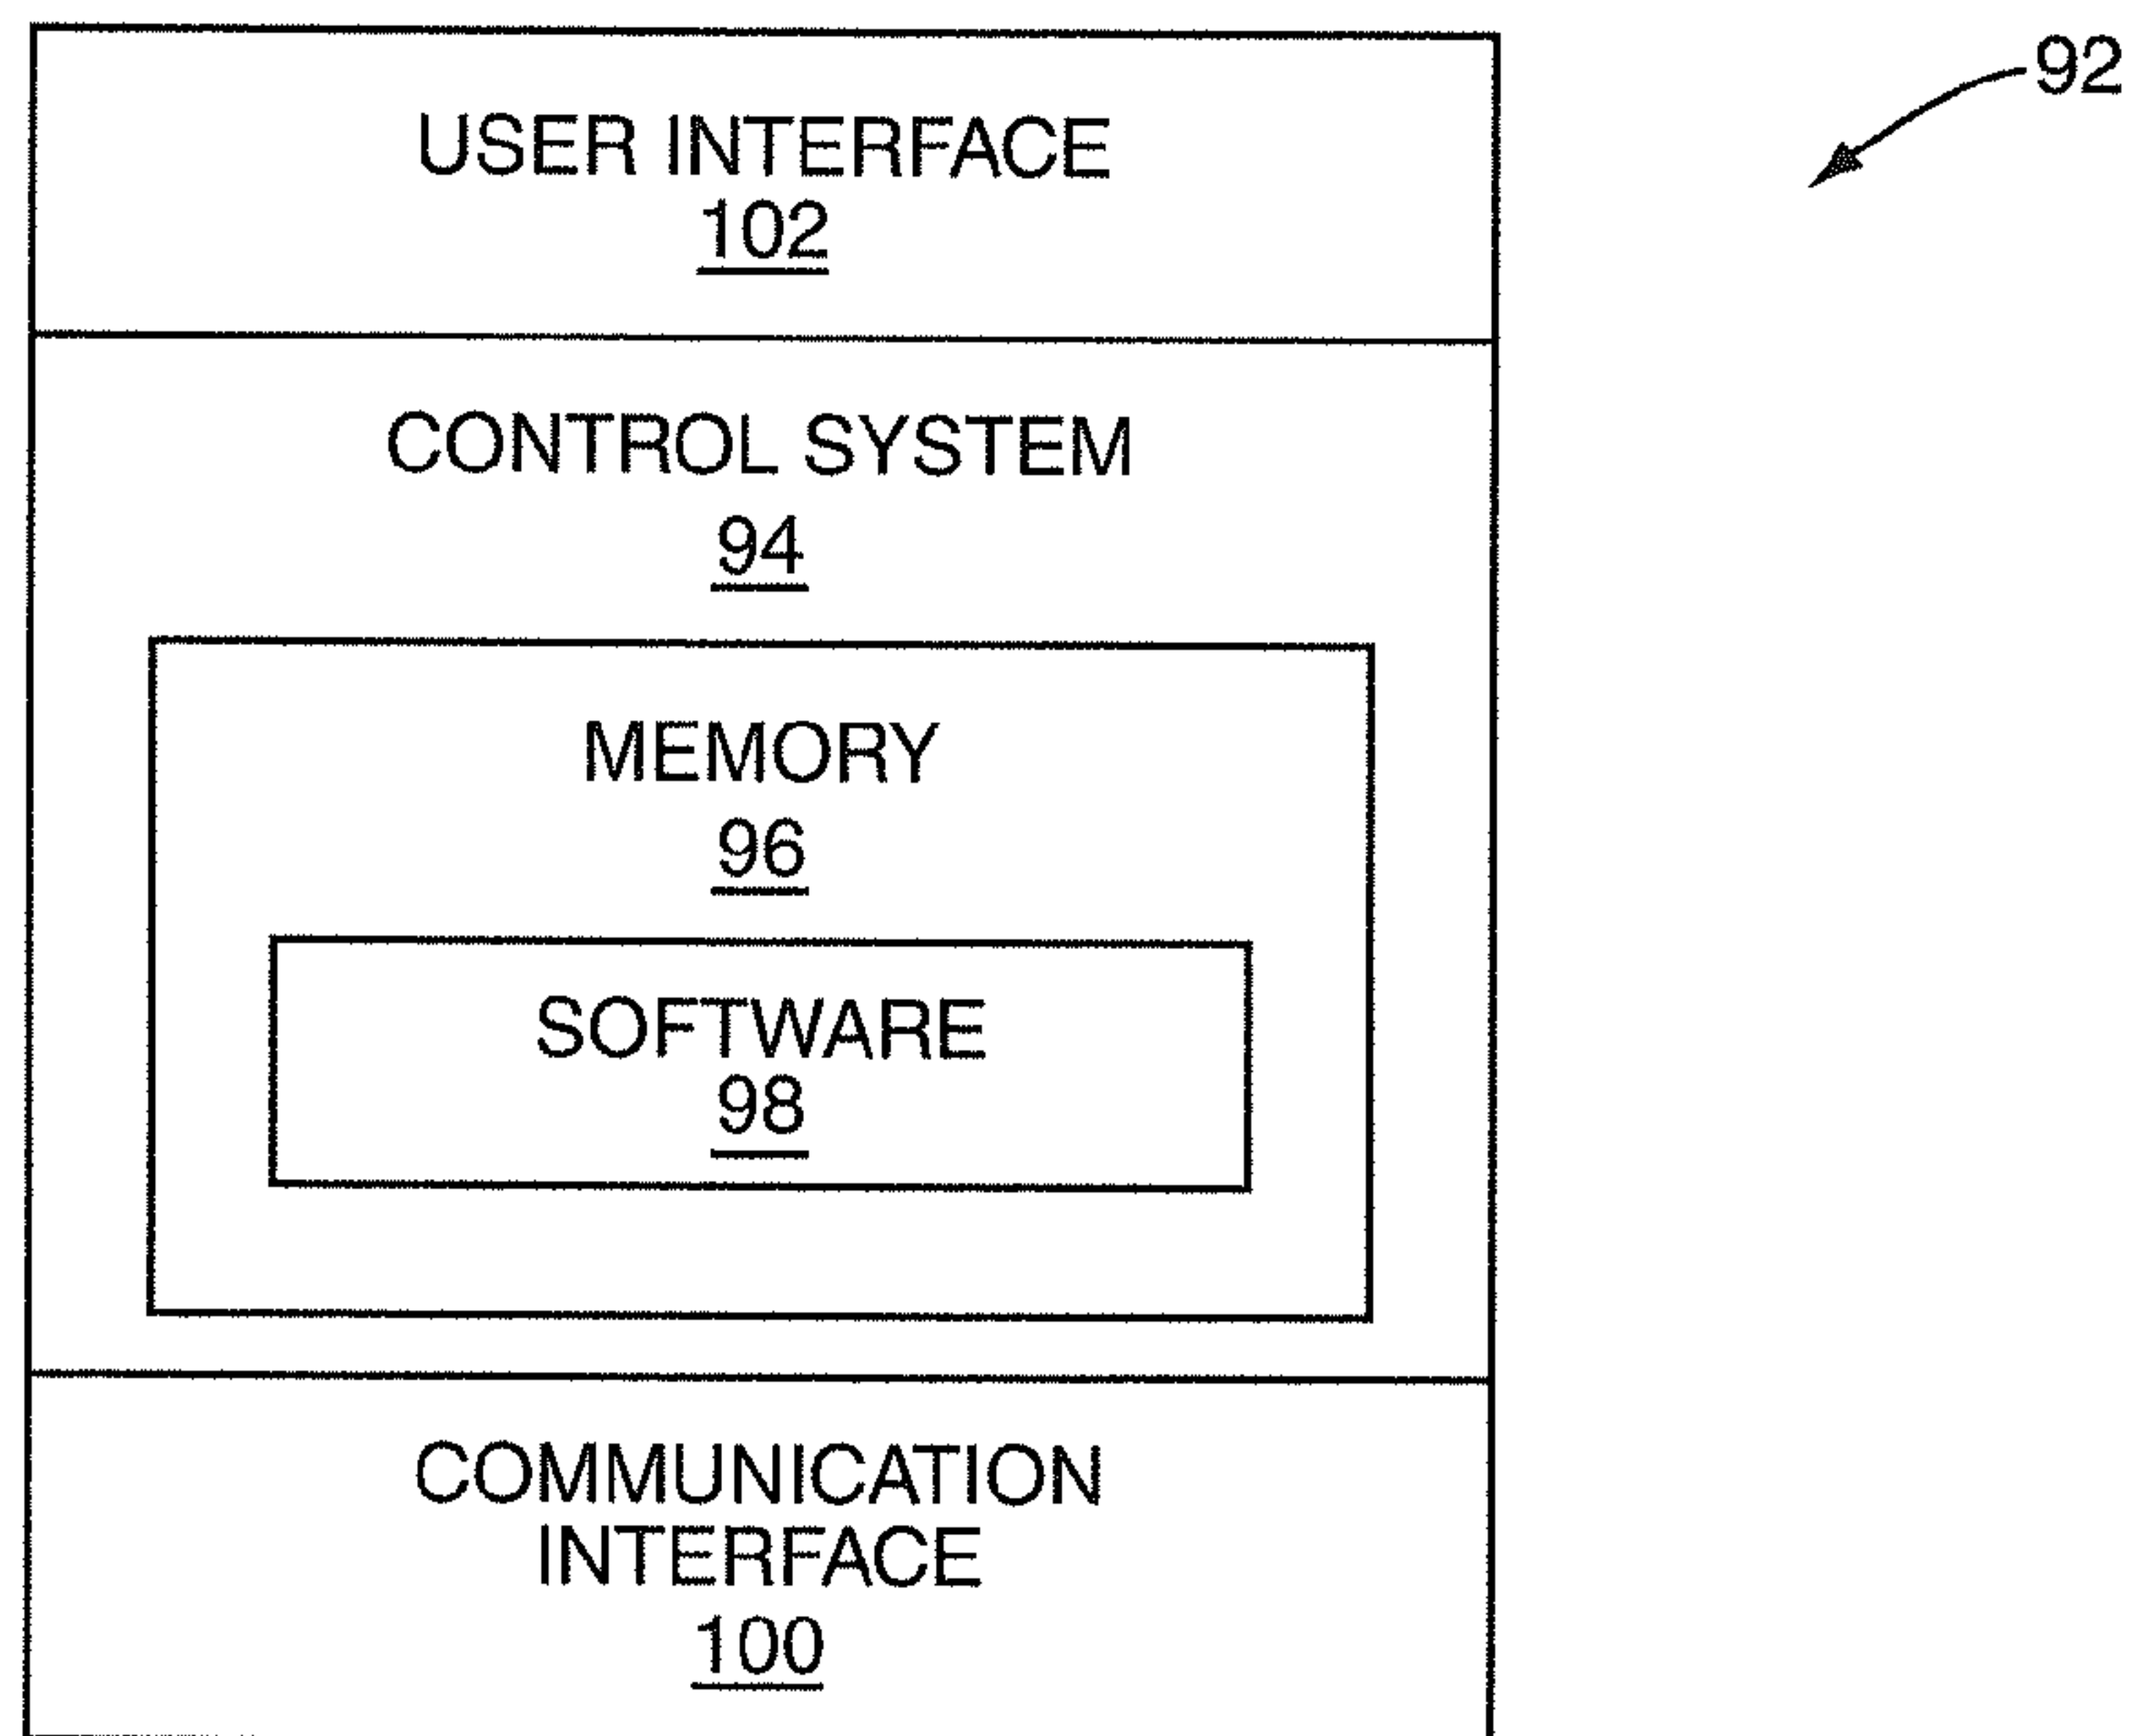 92
USER INTERFACE
102
CONTROL SYSTEM
94
MEMORY
96
SOFTWARE
98
COMMUNICATION
INTERFACE
100